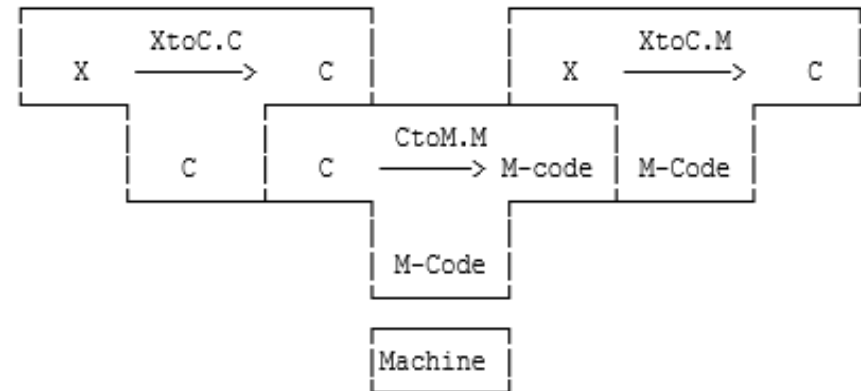 XtoC.C XtoC.M
X C X C
CtoM.M
C C M-code M-Code
M-Code
Machine